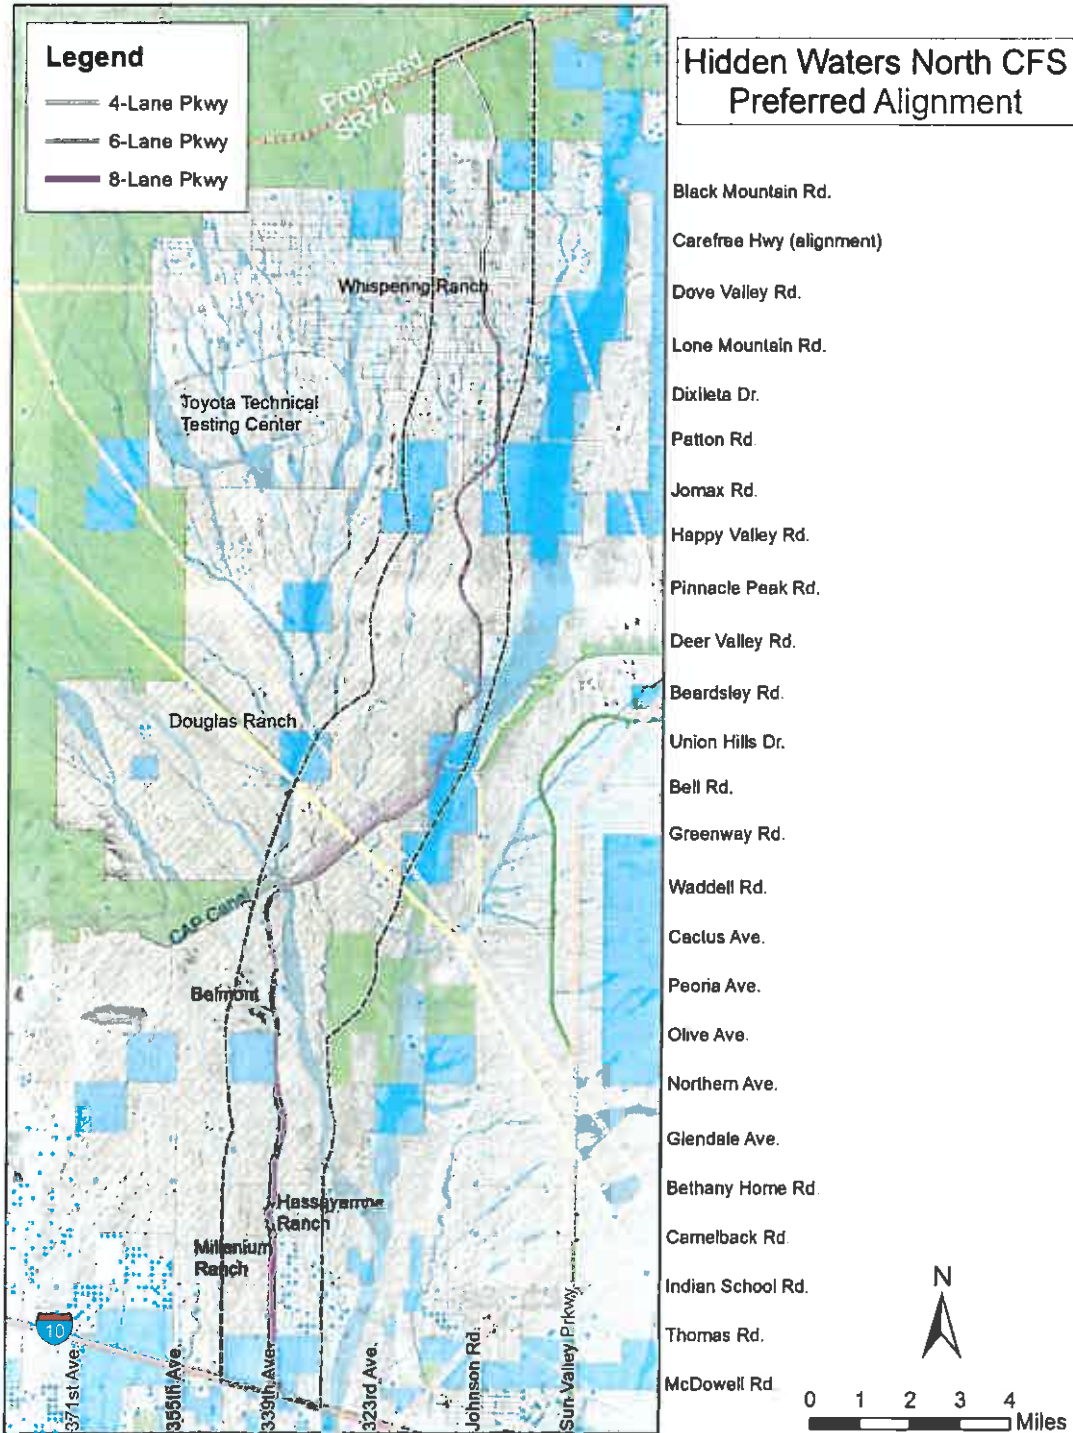 Legend
4-Lane Pkwy
6-Lane Pkwy
8-Lane Pkwy
Hidden Waters North CFS
Preferred Alignment
Proposed
SR74
Black Mountain Rd.
Carefree Hwy (alignment)
Whispering Ranch
Dove Valley Rd.
Lone Mountain Rd.
Toyota Technical
Testing Center
Dixileta Dr.
Patton Rd.
Jomax Rd.
Happy Valley Rd.
Pinnacle Peak Rd.
Deer Valley Rd.
Beardsley Rd.
Douglas Ranch
Union Hills Dr.
Bell Rd.
Greenway Rd.
Waddell Rd.
CAP Canal
Cactus Ave.
Belmont
Peoria Ave.
Olive Ave.
Northern Ave.
Glendale Ave.
Bethany Home Rd.
Hassayampa
Ranch
Camelback Rd.
Millenium
Ranch
Indian School Rd.
Thomas Rd.
McDowell Rd.
10
371st Ave.
355th Ave.
339th Ave.
323rd Ave.
Johnson Rd.
Sun Valley Prkwy
N
0 1 2 3 4
Miles